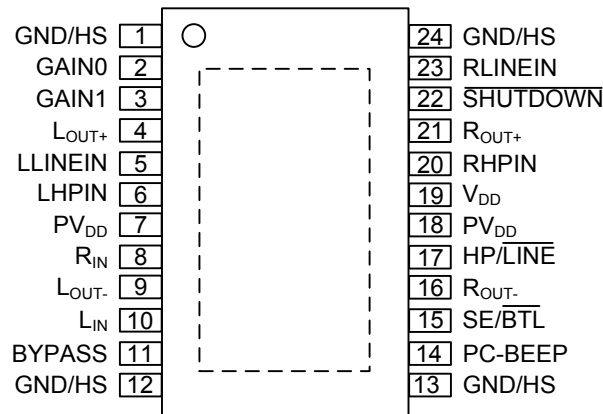 GND/HS 1 24 GND/HS
GAIN0 2 23 RLINEIN
GAIN1 3 22 SHUTDOWN
LOUT+ 4 21 ROUT+
LLINEIN 5 20 RHPIN
LHPIN 6 19 VDD
PVDD 7 18 PVDD
RIN 8 17 HP/LINE
LOUT- 9 16 ROUT-
LIN 10 15 SE/BTL
BYPASS 11 14 PC-BEEP
GND/HS 12 13 GND/HS